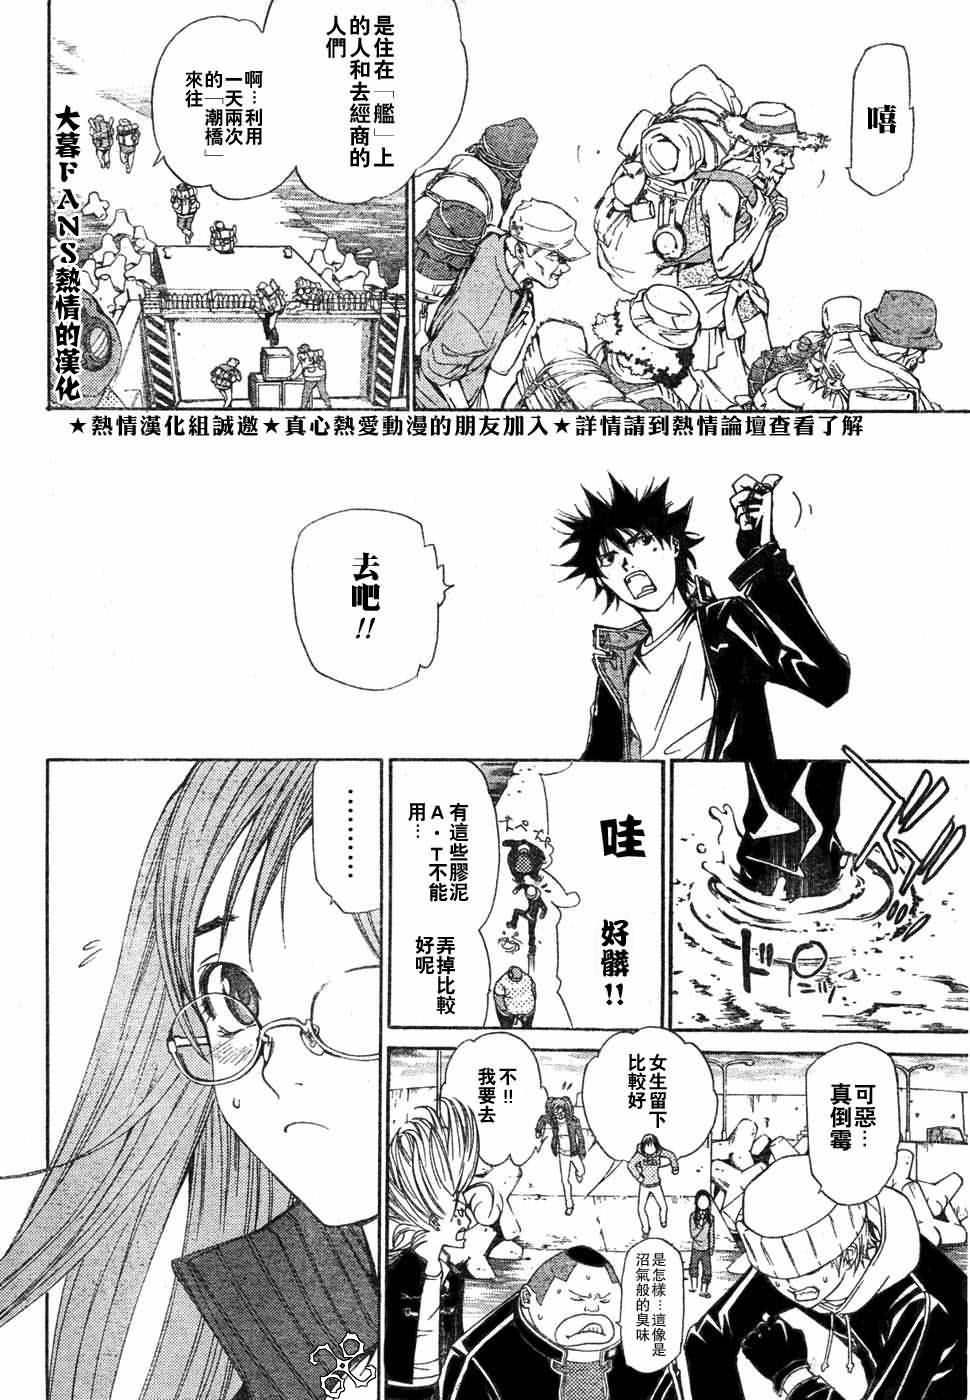 嘻
是住在「艦」上
的人和去經商的
人們
啊…利用
一天兩次
的「潮橋」
來往
大暮FANS熱情的漢化
★熱情漢化組誠邀★真心熱愛動漫的朋友加入★詳情請到熱情論壇查看了解
去吧!!
哇
好髒!!
有這些膠泥
A・T不能
用…
弄掉比較
好呢
………
可惡…
真倒霉
女生留下
比較好
不!!
我要去
是怎樣…這像是
沼氣般的臭味